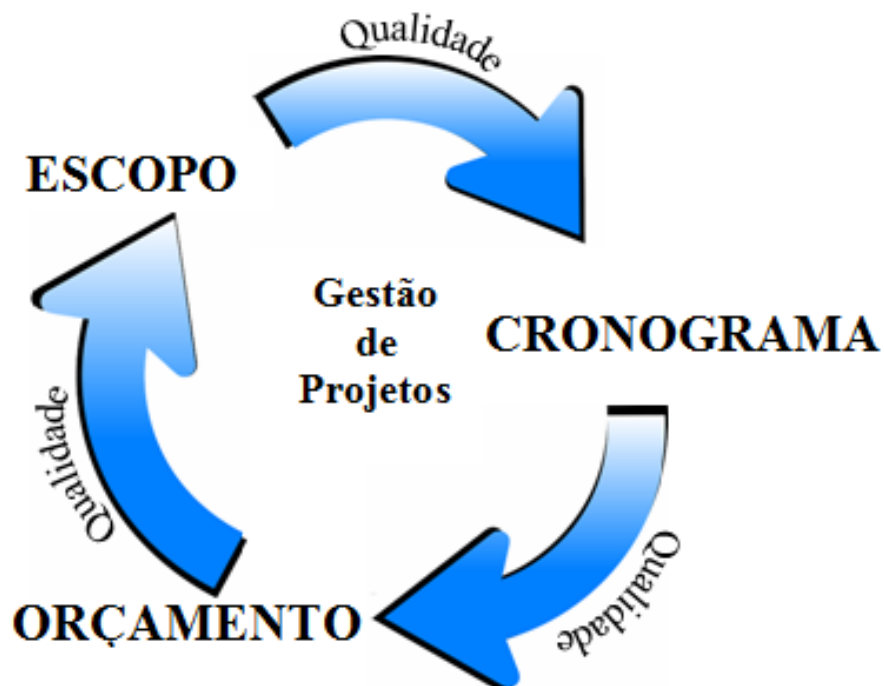 Qualidade
ESCOPO
Gestão
de
Projetos
CRONOGRAMA
Qualidade
Qualidade
ORÇAMENTO